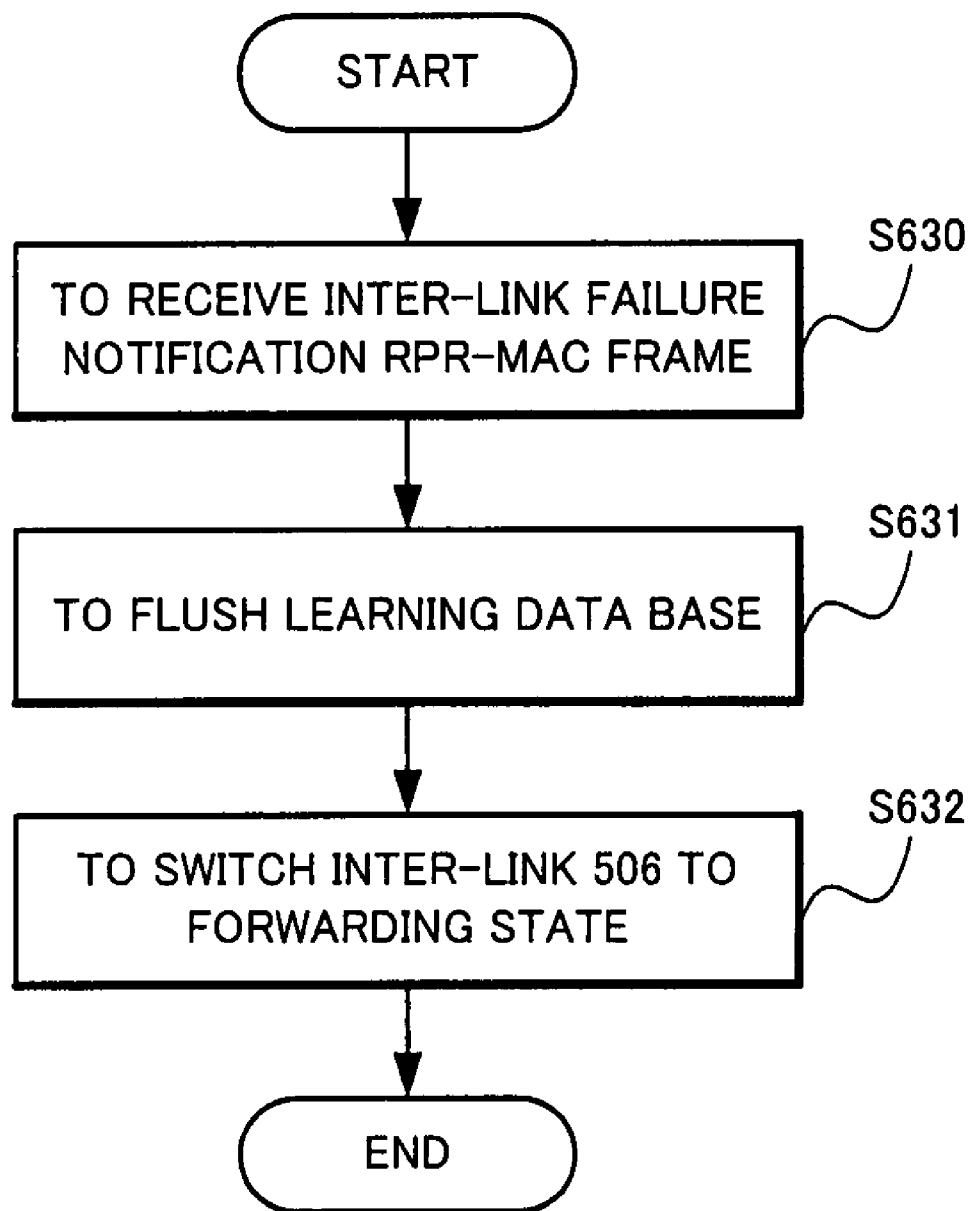 START
S630
TO RECEIVE INTER-LINK FAILURE
NOTIFICATION RPR-MAC FRAME
S631
TO FLUSH LEARNING DATA BASE
S632
TO SWITCH INTER-LINK 506 TO
FORWARDING STATE
END